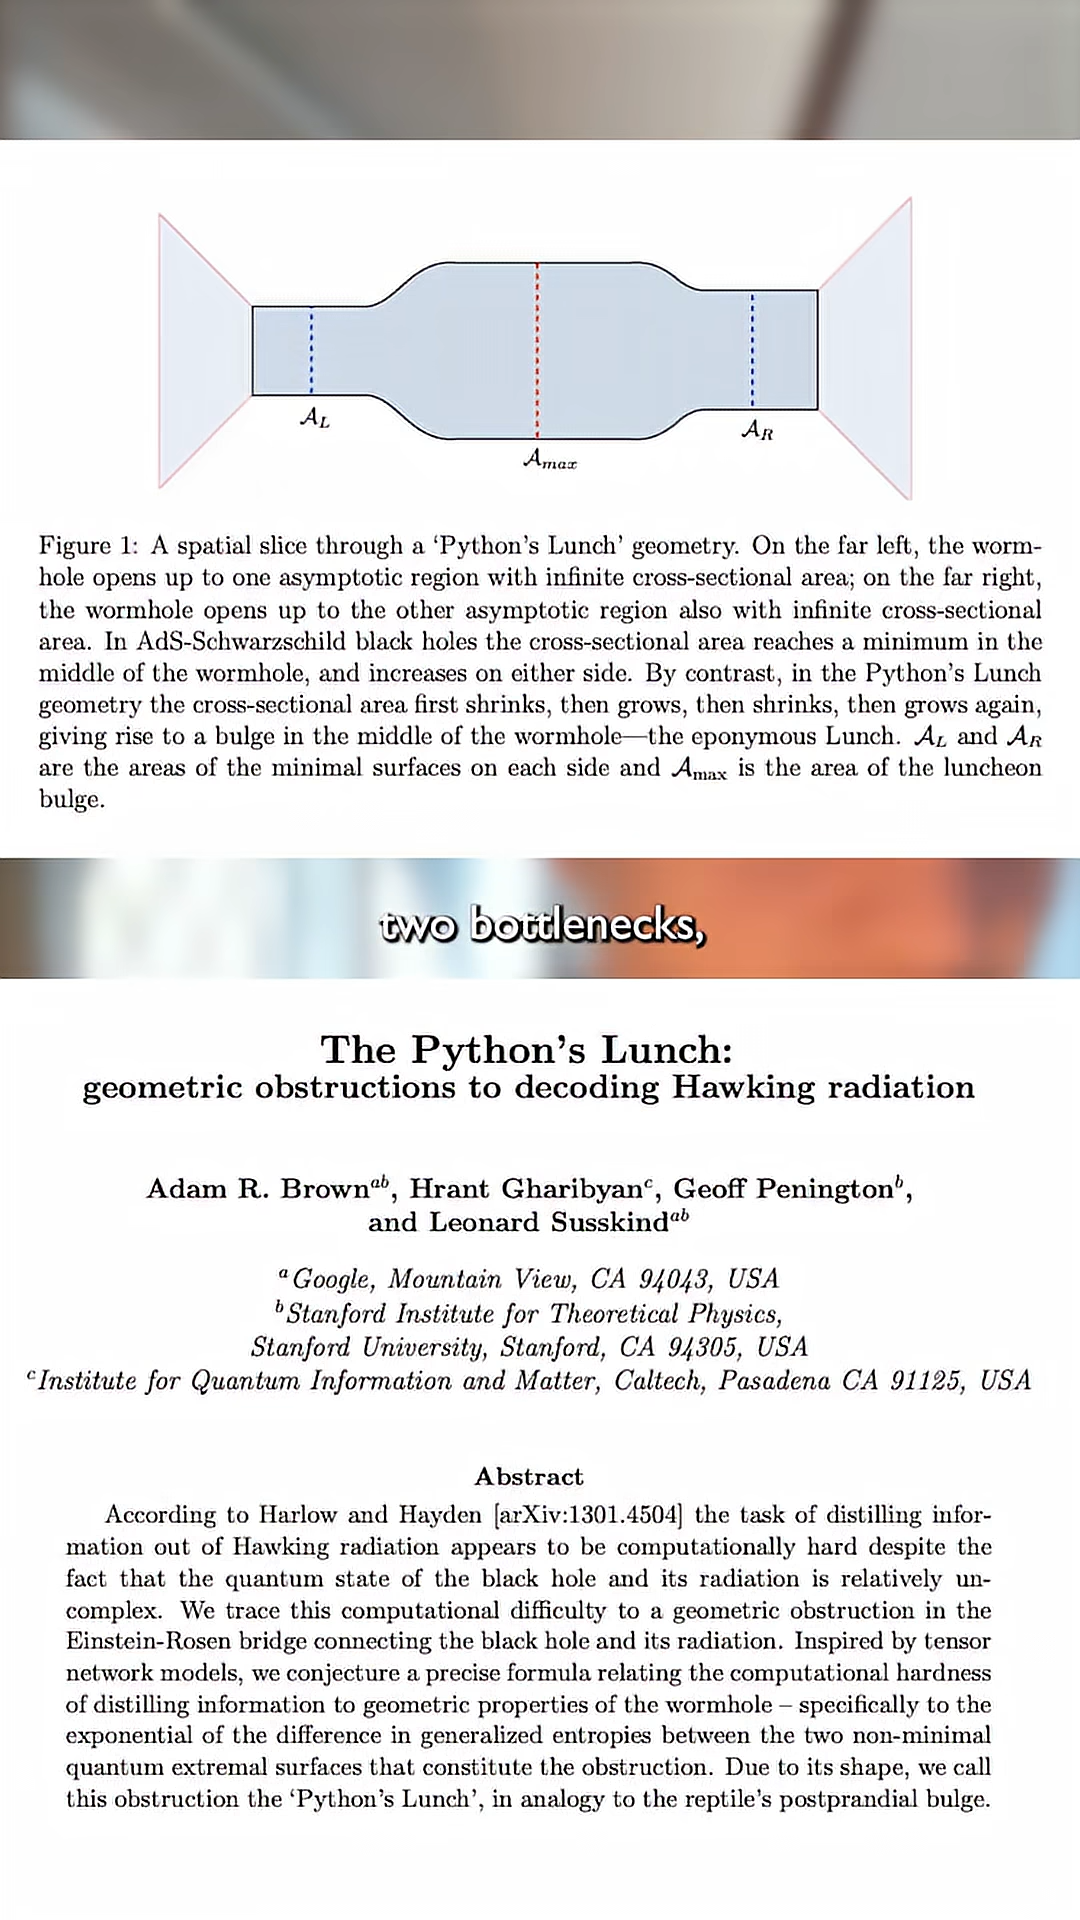 A_L
A_R
A_max
Figure 1: A spatial slice through a ‘Python’s Lunch’ geometry. On the far left, the worm-
hole opens up to one asymptotic region with infinite cross-sectional area; on the far right,
the wormhole opens up to the other asymptotic region also with infinite cross-sectional
area. In AdS-Schwarzschild black holes the cross-sectional area reaches a minimum in the
middle of the wormhole, and increases on either side. By contrast, in the Python’s Lunch
geometry the cross-sectional area first shrinks, then grows, then shrinks, then grows again,
giving rise to a bulge in the middle of the wormhole—the eponymous Lunch. A_L and A_R
are the areas of the minimal surfaces on each side and A_max is the area of the luncheon
bulge.
two bottlenecks,
The Python’s Lunch:
geometric obstructions to decoding Hawking radiation
Adam R. Brown^ab, Hrant Gharibyan^c, Geoff Penington^b,
and Leonard Susskind^ab
^a Google, Mountain View, CA 94043, USA
^b Stanford Institute for Theoretical Physics,
Stanford University, Stanford, CA 94305, USA
^c Institute for Quantum Information and Matter, Caltech, Pasadena CA 91125, USA
Abstract
According to Harlow and Hayden [arXiv:1301.4504] the task of distilling infor-
mation out of Hawking radiation appears to be computationally hard despite the
fact that the quantum state of the black hole and its radiation is relatively un-
complex. We trace this computational difficulty to a geometric obstruction in the
Einstein-Rosen bridge connecting the black hole and its radiation. Inspired by tensor
network models, we conjecture a precise formula relating the computational hardness
of distilling information to geometric properties of the wormhole – specifically to the
exponential of the difference in generalized entropies between the two non-minimal
quantum extremal surfaces that constitute the obstruction. Due to its shape, we call
this obstruction the ‘Python’s Lunch’, in analogy to the reptile’s postprandial bulge.